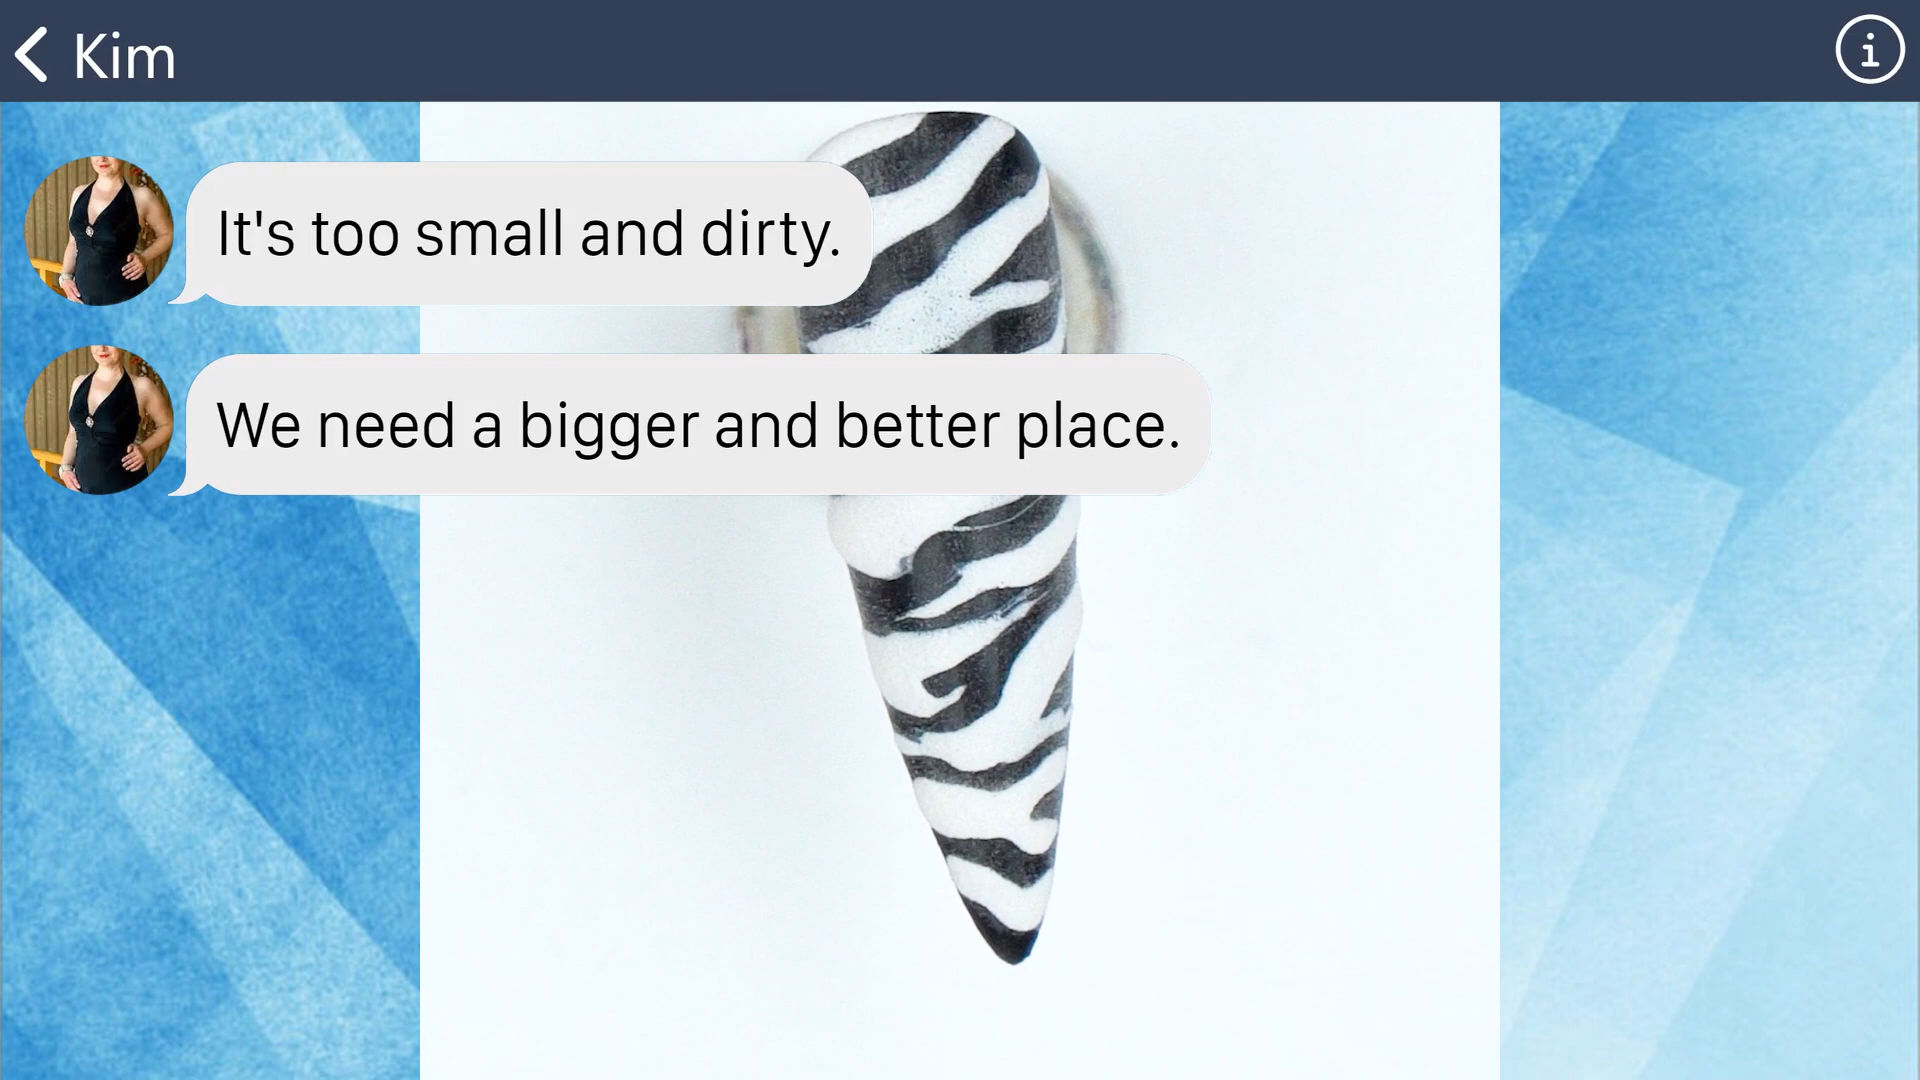 Kim
It's too small and dirty.
We need a bigger and better place.